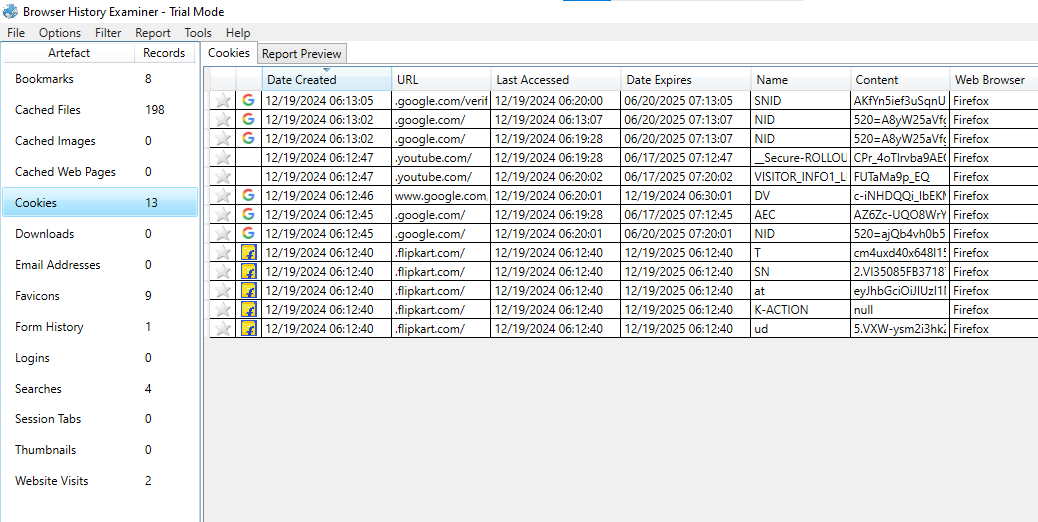 Browser History Examiner - Trial Mode
File Options Filter Report Tools Help
Artefact Records
Bookmarks 8
Cached Files 198
Cached Images 0
Cached Web Pages 0
Cookies 13
Downloads 0
Email Addresses 0
Favicons 9
Form History 1
Logins 0
Searches 4
Session Tabs 0
Thumbnails 0
Website Visits 2
Cookies Report Preview
Date Created URL Last Accessed Date Expires Name Content Web Browser
12/19/2024 06:13:05 .google.com/verif 12/19/2024 06:20:00 06/20/2025 07:13:05 SNID AKfYn5ief3uSqnU Firefox
12/19/2024 06:13:02 .google.com/ 12/19/2024 06:13:07 06/20/2025 07:13:07 NID 520=A8yW25aVfg Firefox
12/19/2024 06:13:02 .google.com/ 12/19/2024 06:19:28 06/20/2025 07:13:07 NID 520=A8yW25aVfg Firefox
12/19/2024 06:12:47 .youtube.com/ 12/19/2024 06:19:28 06/17/2025 07:12:47 __Secure-ROLLOU CPr_4oTIrvba9AEC Firefox
12/19/2024 06:12:47 .youtube.com/ 12/19/2024 06:20:02 06/17/2025 07:20:02 VISITOR_INFO1_L FUTaMa9p_EQ Firefox
12/19/2024 06:12:46 www.google.com, 12/19/2024 06:20:01 12/19/2024 06:30:01 DV c-iNHDQQi_IbEKM Firefox
12/19/2024 06:12:45 .google.com/ 12/19/2024 06:19:28 06/17/2025 07:12:45 AEC AZ6Zc-UQO8WrY Firefox
12/19/2024 06:12:45 .google.com/ 12/19/2024 06:20:01 06/20/2025 07:20:01 NID 520=ajQb4vh0b5 Firefox
12/19/2024 06:12:40 .flipkart.com/ 12/19/2024 06:12:40 12/19/2025 06:12:40 T cm4uxd40x648l15 Firefox
12/19/2024 06:12:40 .flipkart.com/ 12/19/2024 06:12:40 12/19/2025 06:12:40 SN 2.VI35085FB37187 Firefox
12/19/2024 06:12:40 .flipkart.com/ 12/19/2024 06:12:40 12/19/2025 06:12:40 at eyJhbGciOiJIUzI1N Firefox
12/19/2024 06:12:40 .flipkart.com/ 12/19/2024 06:12:40 12/19/2025 06:12:40 K-ACTION null Firefox
12/19/2024 06:12:40 .flipkart.com/ 12/19/2024 06:12:40 12/19/2025 06:12:40 ud 5.VXW-ysm2i3hkZ Firefox